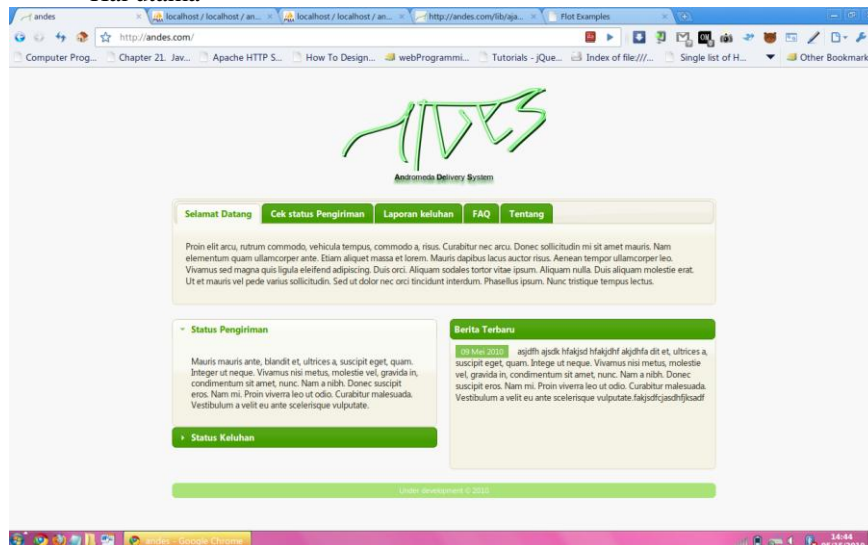 andes
localhost / localhost / an...
localhost / localhost / an...
http://andes.com/lib/aja...
Flot Examples
http://andes.com/
Computer Prog...
Chapter 21. Jav...
Apache HTTP S...
How To Design...
webProgrammi...
Tutorials - jQue...
Index of file:///...
Single list of H...
Other Bookmark
Andromeda Delivery System
Selamat Datang
Cek status Pengiriman
Laporan keluhan
FAQ
Tentang
Proin elit arcu, rutrum commodo, vehicula tempus, commodo a, risus. Curabitur nec arcu. Donec sollicitudin mi sit amet mauris. Nam
elementum quam ullamcorper ante. Etiam aliquet massa et lorem. Mauris dapibus lacus auctor risus. Aenean tempor ullamcorper leo.
Vivamus sed magna quis ligula eleifend adipiscing. Duis orci. Aliquam sodales tortor vitae ipsum. Aliquam nulla. Duis aliquam molestie erat.
Ut et mauris vel pede varius sollicitudin. Sed ut dolor nec orci tincidunt interdum. Phasellus ipsum. Nunc tristique tempus lectus.
Status Pengiriman
Mauris mauris ante, blandit et, ultrices a, suscipit eget, quam.
Integer ut neque. Vivamus nisi metus, molestie vel, gravida in,
condimentum sit amet, nunc. Nam a nibh. Donec suscipit
eros. Nam mi. Proin viverra leo ut odio. Curabitur malesuada.
Vestibulum a velit eu ante scelerisque vulputate.
Status Keluhan
Berita Terbaru
09 Mei 2010 asjdfh ajsdk hfakjsd hfakjdhf akjdhfa dit et, ultrices a,
suscipit eget, quam. Intege ut neque. Vivamus nisi metus, molestie
vel, gravida in, condimentum sit amet, nunc. Nam a nibh. Donec
suscipit eros. Nam mi. Proin viverra leo ut odio. Curabitur malesuada.
Vestibulum a velit eu ante scelerisque vulputate.fakjsdfcjasdhfjksadf
Under development © 2010
andes - Google Chrome
14:44